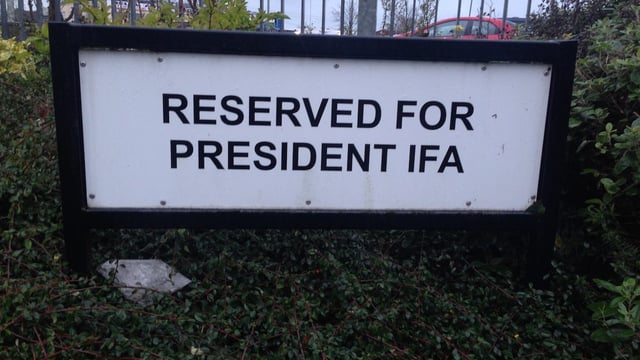 RESERVED FOR
PRESIDENT IFA